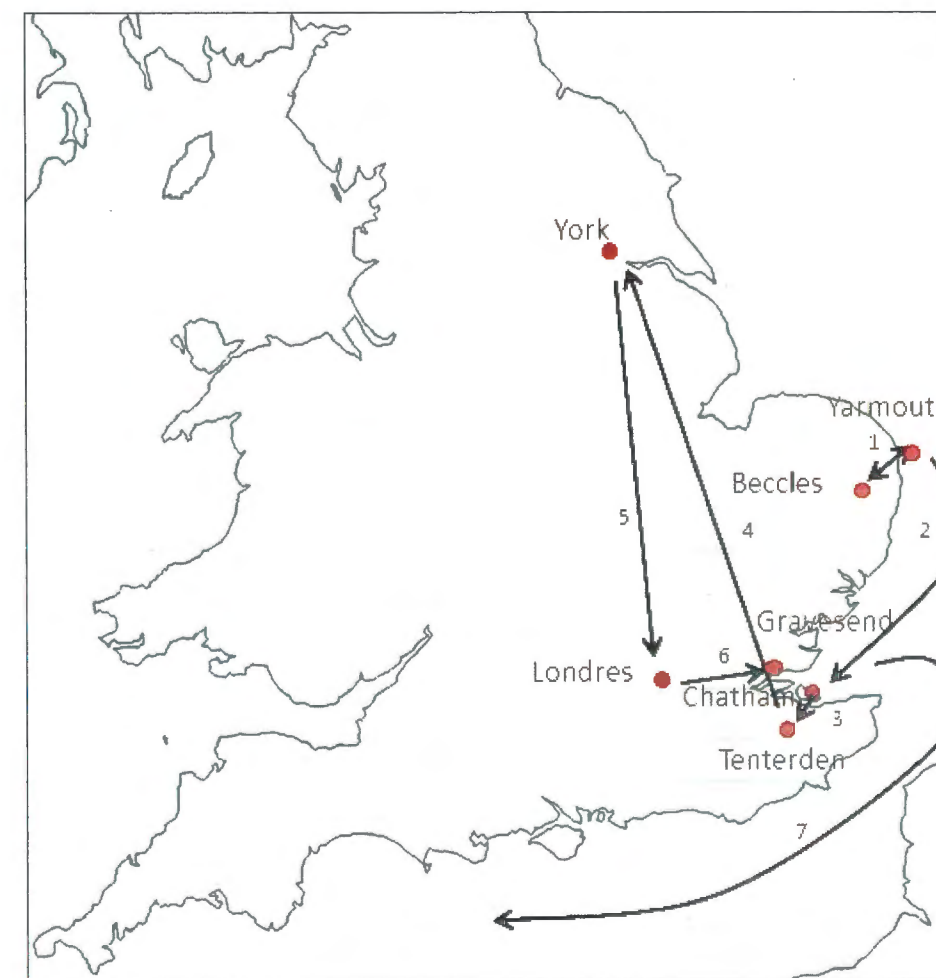 York
Yarmout
1
Beccles
5
4
2
Gravesend
6
Londres
Chatham
3
Tenterden
7